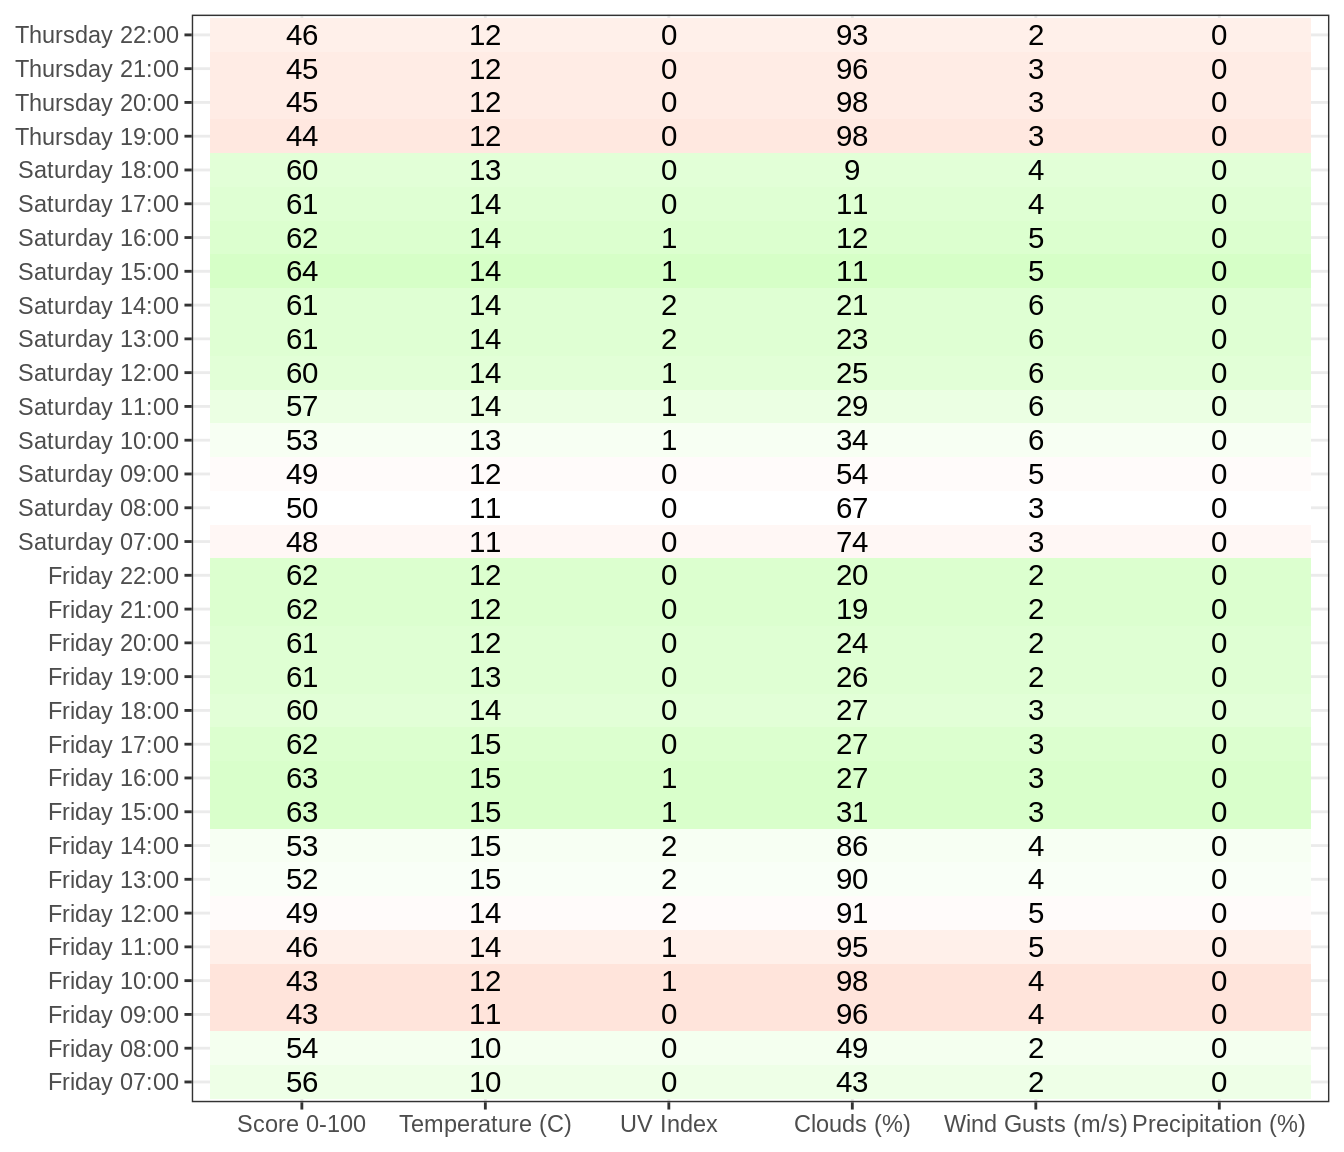 Thursday 22:00 46 12 0 93 2 0
Thursday 21:00 45 12 0 96 3 0
Thursday 20:00 45 12 0 98 3 0
Thursday 19:00 44 12 0 98 3 0
Saturday 18:00 60 13 0 9 4 0
Saturday 17:00 61 14 0 11 4 0
Saturday 16:00 62 14 1 12 5 0
Saturday 15:00 64 14 1 11 5 0
Saturday 14:00 61 14 2 21 6 0
Saturday 13:00 61 14 2 23 6 0
Saturday 12:00 60 14 1 25 6 0
Saturday 11:00 57 14 1 29 6 0
Saturday 10:00 53 13 1 34 6 0
Saturday 09:00 49 12 0 54 5 0
Saturday 08:00 50 11 0 67 3 0
Saturday 07:00 48 11 0 74 3 0
Friday 22:00 62 12 0 20 2 0
Friday 21:00 62 12 0 19 2 0
Friday 20:00 61 12 0 24 2 0
Friday 19:00 61 13 0 26 2 0
Friday 18:00 60 14 0 27 3 0
Friday 17:00 62 15 0 27 3 0
Friday 16:00 63 15 1 27 3 0
Friday 15:00 63 15 1 31 3 0
Friday 14:00 53 15 2 86 4 0
Friday 13:00 52 15 2 90 4 0
Friday 12:00 49 14 2 91 5 0
Friday 11:00 46 14 1 95 5 0
Friday 10:00 43 12 1 98 4 0
Friday 09:00 43 11 0 96 4 0
Friday 08:00 54 10 0 49 2 0
Friday 07:00 56 10 0 43 2 0
Score 0-100 Temperature (C) UV Index Clouds (%) Wind Gusts (m/s) Precipitation (%)